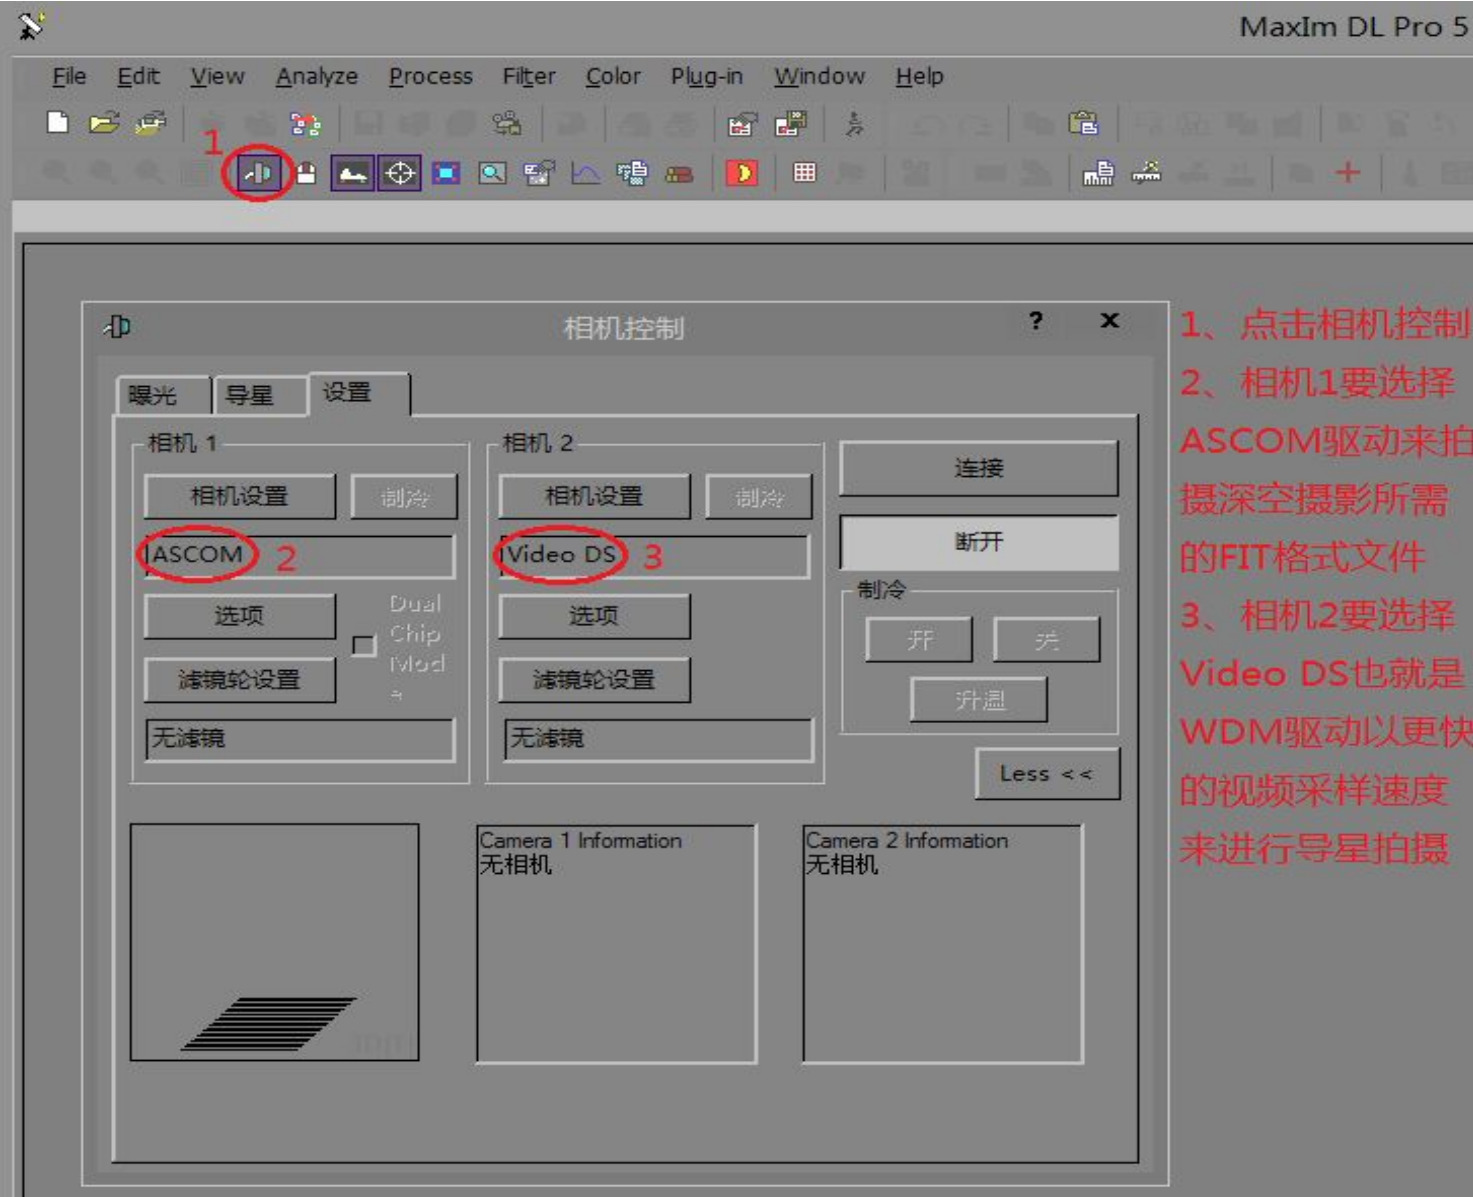 MaxIm DL Pro 5
File Edit View Analyze Process Filter Color Plug-in Window Help
1
相机控制
? x
曝光 导星 设置
相机 1
相机设置 制冷
ASCOM 2
选项
Dual
Chip
Mod
e
滤镜轮设置
无滤镜
相机 2
相机设置 制冷
Video DS 3
选项
滤镜轮设置
无滤镜
连接
断开
制冷
开 关
升温
Less <<
Camera 1 Information
无相机
Camera 2 Information
无相机
1、点击相机控制
2、相机1要选择
ASCOM驱动来拍
摄深空摄影所需
的FIT格式文件
3、相机2要选择
Video DS也就是
WDM驱动以更快
的视频采样速度
来进行导星拍摄